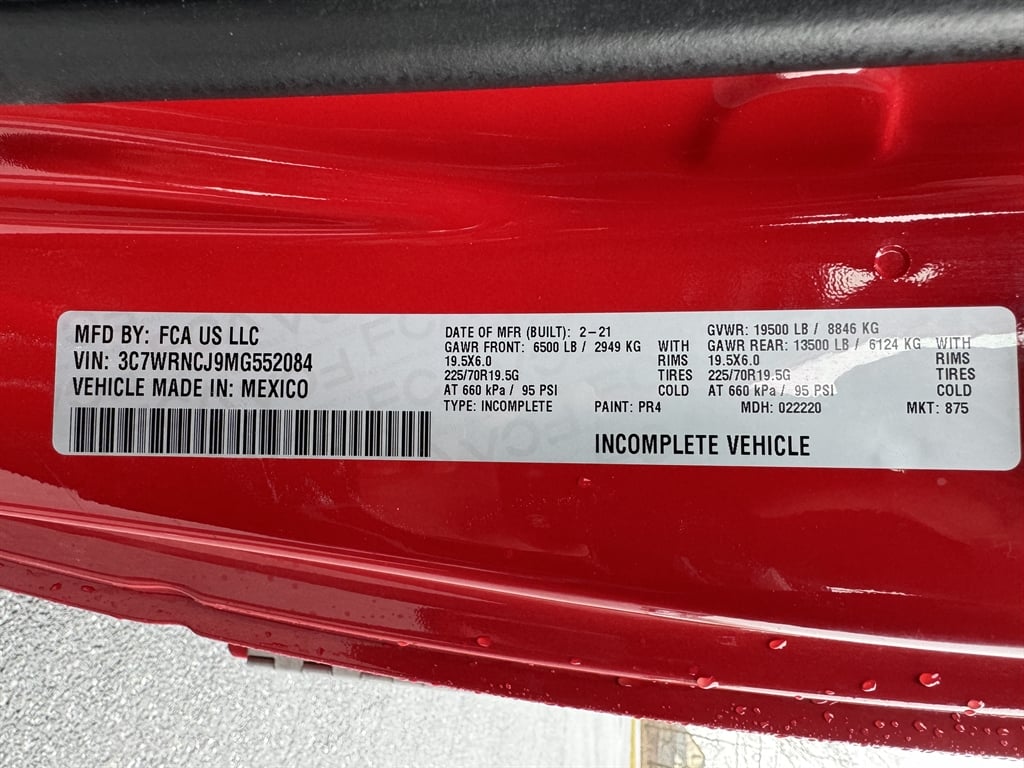 MFD BY: FCA US LLC
VIN: 3C7WRNCJ9MG552084
VEHICLE MADE IN: MEXICO
DATE OF MFR (BUILT): 2-21
GAWR FRONT: 6500 LB / 2949 KG WITH
19.5X6.0 RIMS
225/70R19.5G TIRES
AT 660 kPa / 95 PSI COLD
TYPE: INCOMPLETE
GVWR: 19500 LB / 8846 KG
GAWR REAR: 13500 LB / 6124 KG WITH
19.5X6.0 RIMS
225/70R19.5G TIRES
AT 660 kPa / 95 PSI COLD
PAINT: PR4 MDH: 022220 MKT: 875
INCOMPLETE VEHICLE